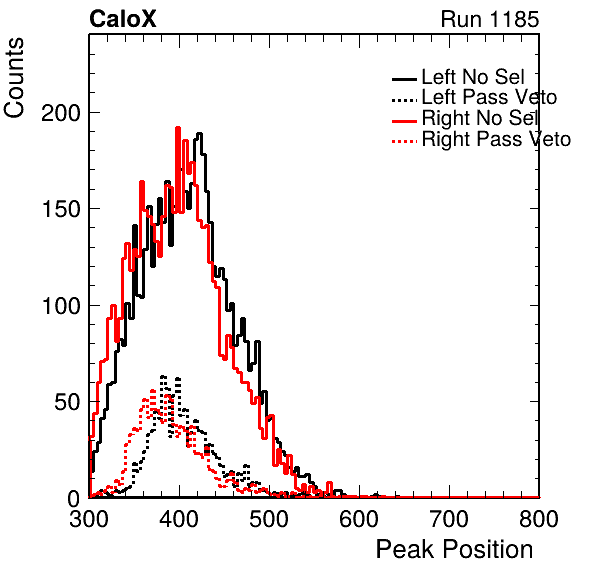 CaloX Run 1185
Counts
Left No Sel
Left Pass Veto
Right No Sel
Right Pass Veto
200
150
100
50
0
300 400 500 600 700 800
Peak Position